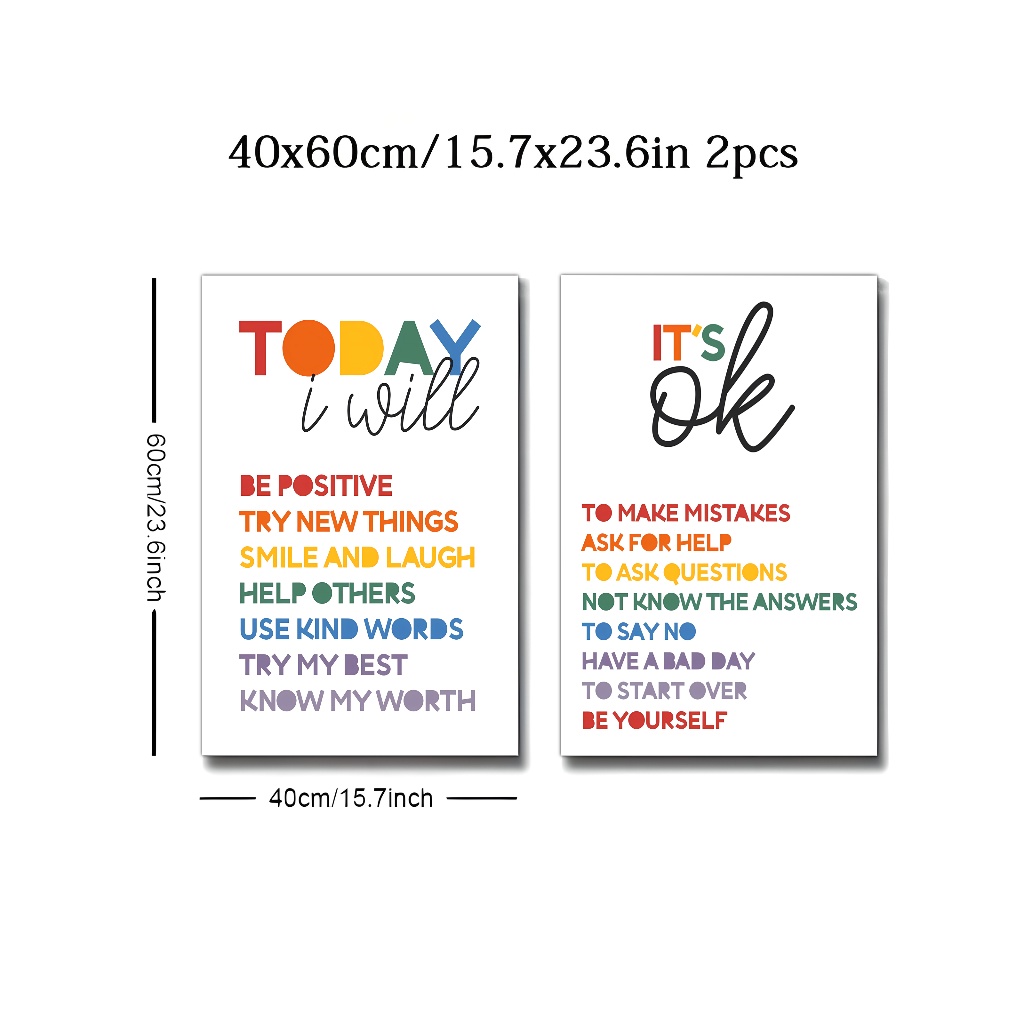 40x60cm/15.7x23.6in 2pcs
60cm/23.6inch
TODAY
i will
BE POSITIVE
TRY NEW THINGS
SMILE AND LAUGH
HELP OTHERS
USE KIND WORDS
TRY MY BEST
KNOW MY WORTH
40cm/15.7inch
IT'S
ok
TO MAKE MISTAKES
ASK FOR HELP
TO ASK QUESTIONS
NOT KNOW THE ANSWERS
TO SAY NO
HAVE A BAD DAY
TO START OVER
BE YOURSELF